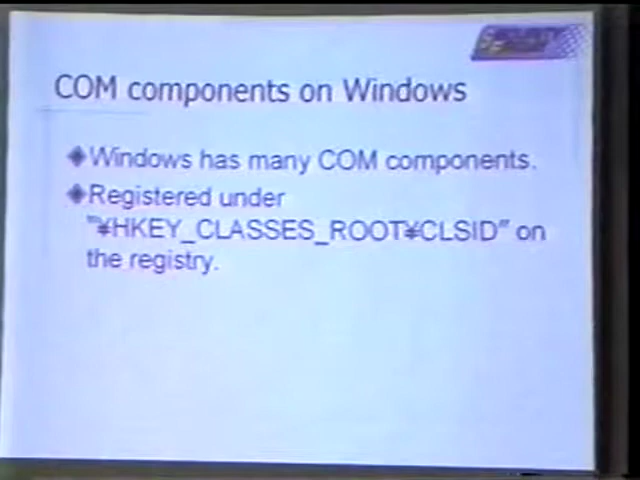 COM components on Windows
Windows has many COM components.
Registered under
"¥HKEY_CLASSES_ROOT¥CLSID" on
the registry.